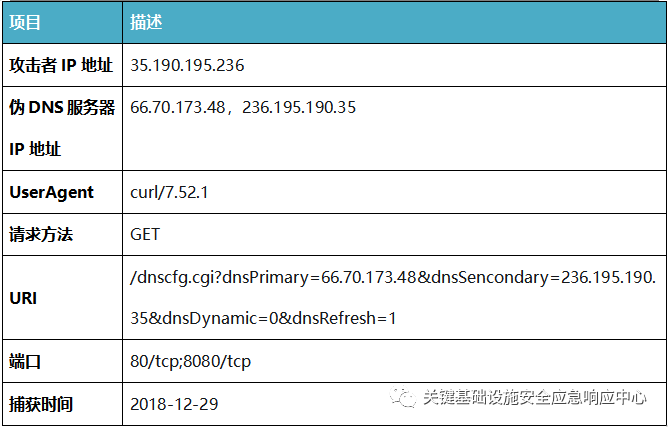 项目 描述
攻击者 IP 地址 35.190.195.236
伪 DNS 服务器 66.70.173.48，236.195.190.35
IP 地址
UserAgent curl/7.52.1
请求方法 GET
URI /dnscfg.cgi?dnsPrimary=66.70.173.48&dnsSencondary=236.195.190.
35&dnsDynamic=0&dnsRefresh=1
端口 80/tcp;8080/tcp
捕获时间 2018-12-29
关键基础设施安全应急响应中心